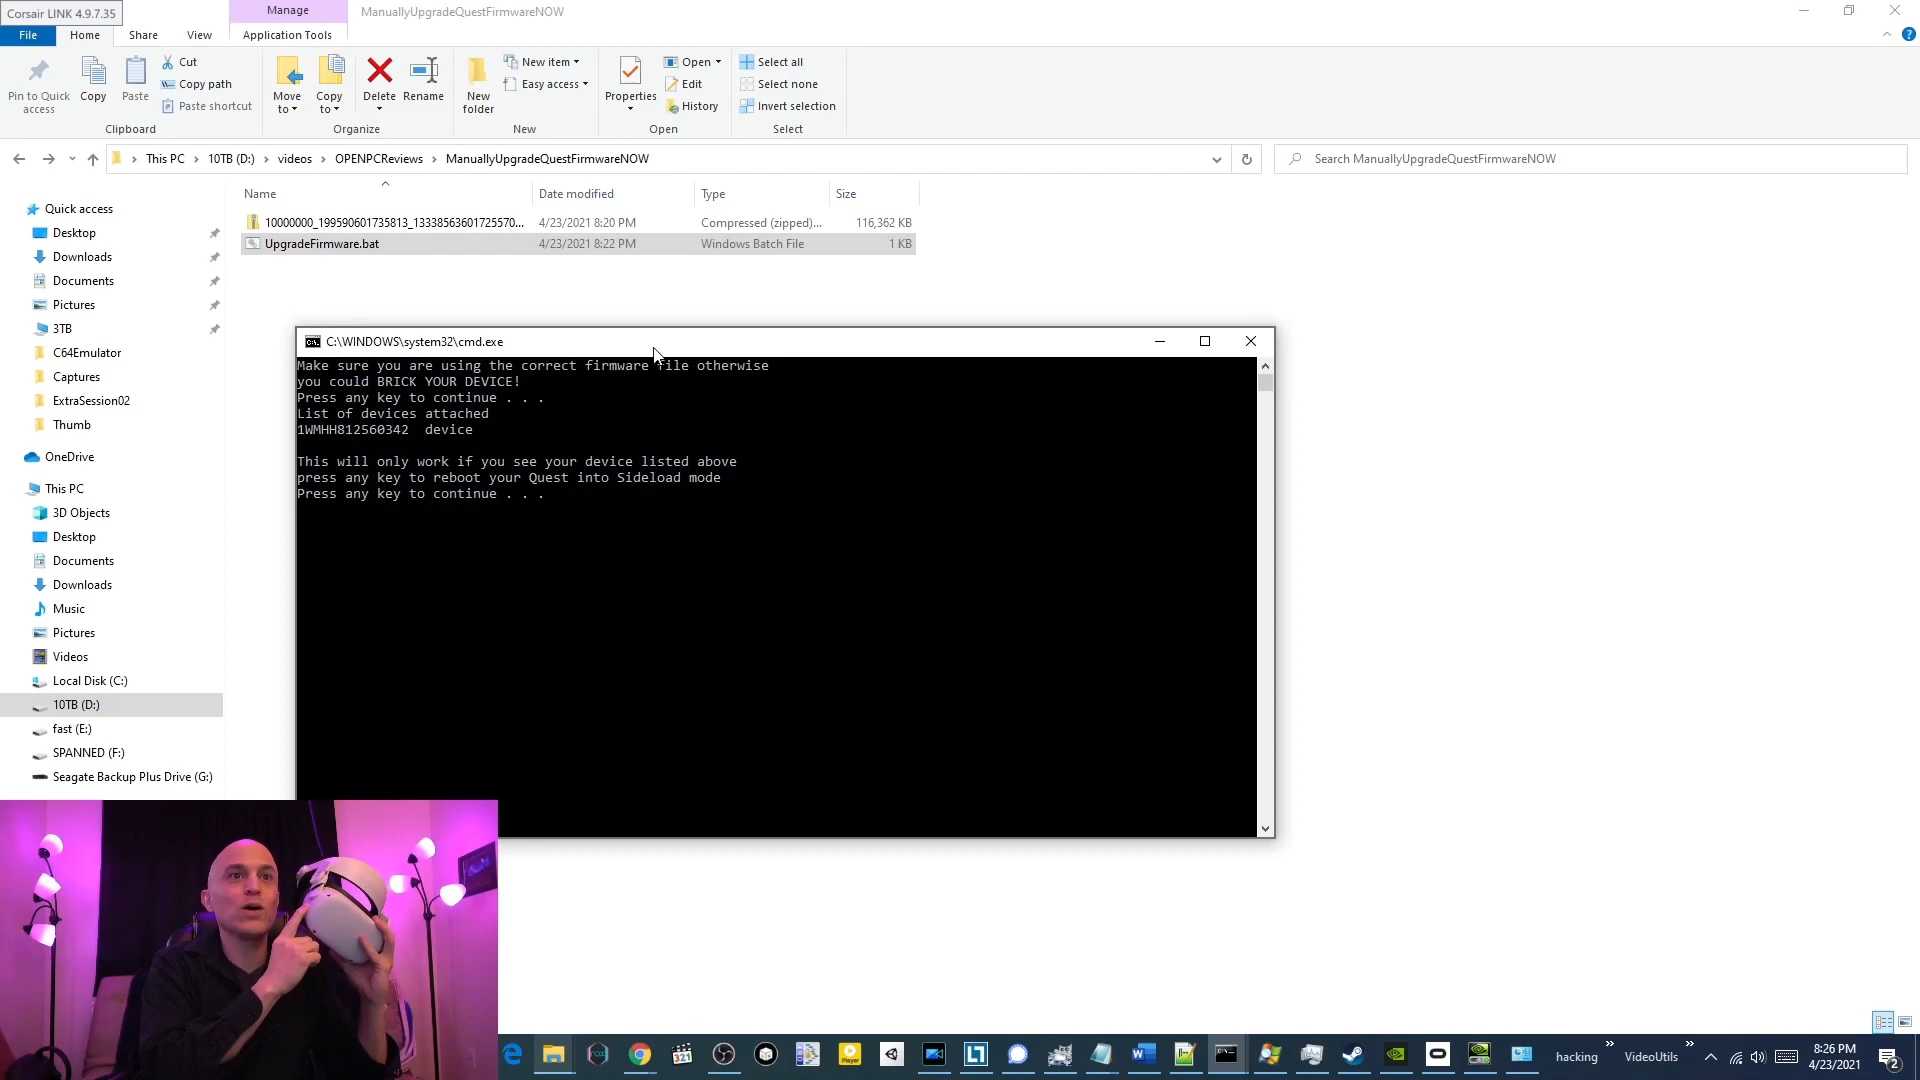 Corsair LINK 4.9.7.35
Manage
ManuallyUpgradeQuestFirmwareNOW
File
Home
Share
View
Application Tools
Pin to Quick access
Copy
Paste
Cut
Copy path
Paste shortcut
Clipboard
Move to
Copy to
Delete
Rename
Organize
New folder
New item
Easy access
New
Properties
Open
Edit
History
Open
Select all
Select none
Invert selection
Select
This PC > 10TB (D:) > videos > OPENPCReviews > ManuallyUpgradeQuestFirmwareNOW
Search ManuallyUpgradeQuestFirmwareNOW
Name Date modified Type Size
10000000_199590601735813_13338563601725570... 4/23/2021 8:20 PM Compressed (zipped)... 116,362 KB
UpgradeFirmware.bat 4/23/2021 8:22 PM Windows Batch File 1 KB
Quick access
Desktop
Downloads
Documents
Pictures
3TB
C64Emulator
Captures
ExtraSession02
Thumb
OneDrive
This PC
3D Objects
Desktop
Documents
Downloads
Music
Pictures
Videos
Local Disk (C:)
10TB (D:)
fast (E:)
SPANNED (F:)
Seagate Backup Plus Drive (G:)
C:\WINDOWS\system32\cmd.exe
Make sure you are using the correct firmware file otherwise
you could BRICK YOUR DEVICE!
Press any key to continue . . .
List of devices attached
1WMHH812560342 device
This will only work if you see your device listed above
press any key to reboot your Quest into Sideload mode
Press any key to continue . . .
321
Player
hacking
VideoUtils
8:26 PM
4/23/2021
2